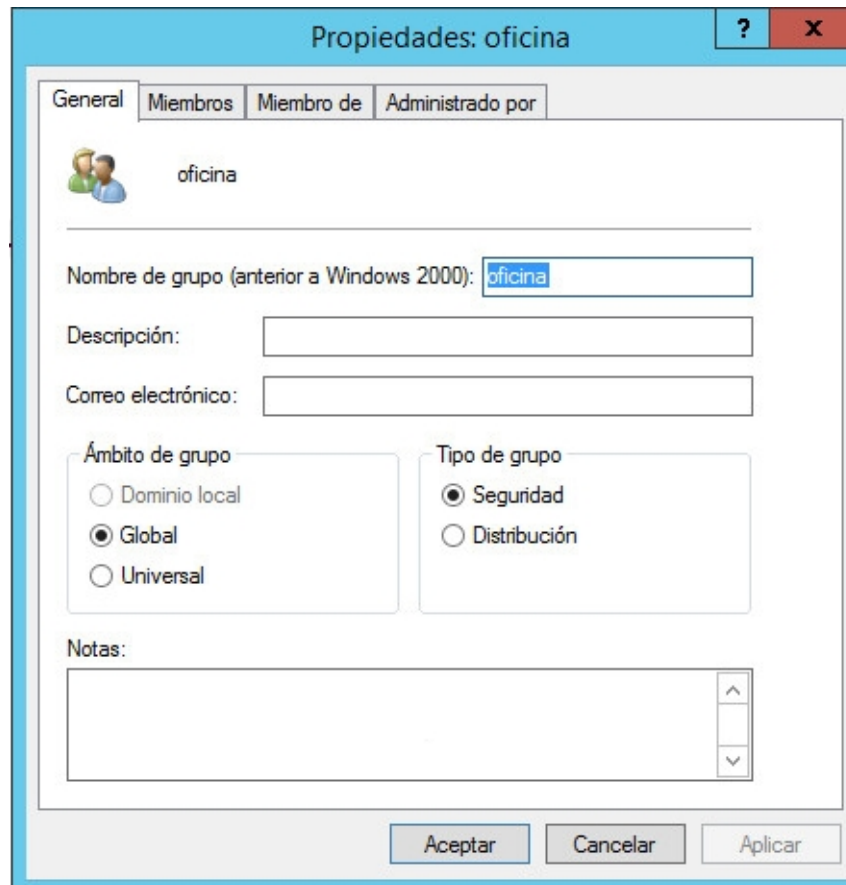 Propiedades: oficina
? x
General Miembros Miembro de Administrado por
oficina
Nombre de grupo (anterior a Windows 2000): oficina
Descripción:
Correo electrónico:
Ámbito de grupo Tipo de grupo
Dominio local Seguridad
Global Distribución
Universal
Notas:
Aceptar Cancelar Aplicar